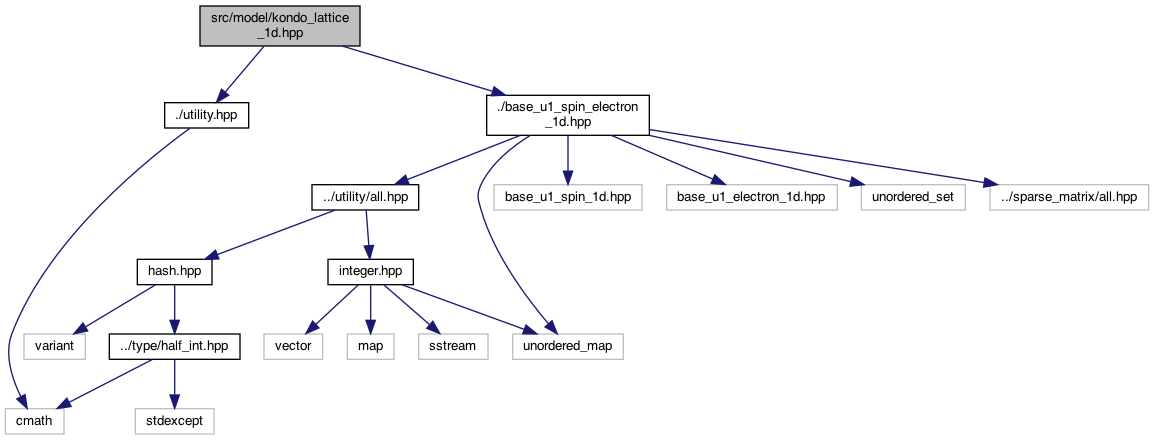 src/model/kondo_lattice
_1d.hpp
./utility.hpp
./base_u1_spin_electron
_1d.hpp
../utility/all.hpp
base_u1_spin_1d.hpp
base_u1_electron_1d.hpp
unordered_set
../sparse_matrix/all.hpp
hash.hpp
integer.hpp
variant
../type/half_int.hpp
vector
map
sstream
unordered_map
cmath
stdexcept